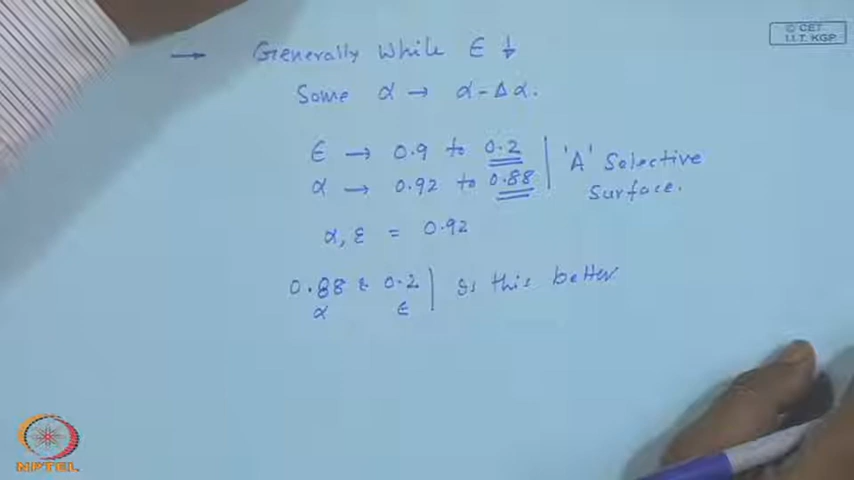 © CET
I.I.T. KGP
→ Generally While ϵ ↓
Some α → α - Δα.
ϵ → 0.9 to 0.2
α → 0.92 to 0.88
'A' Selective
Surface.
α, ε = 0.92
0.88 & 0.2 | Is this better
α ϵ
NPTEL